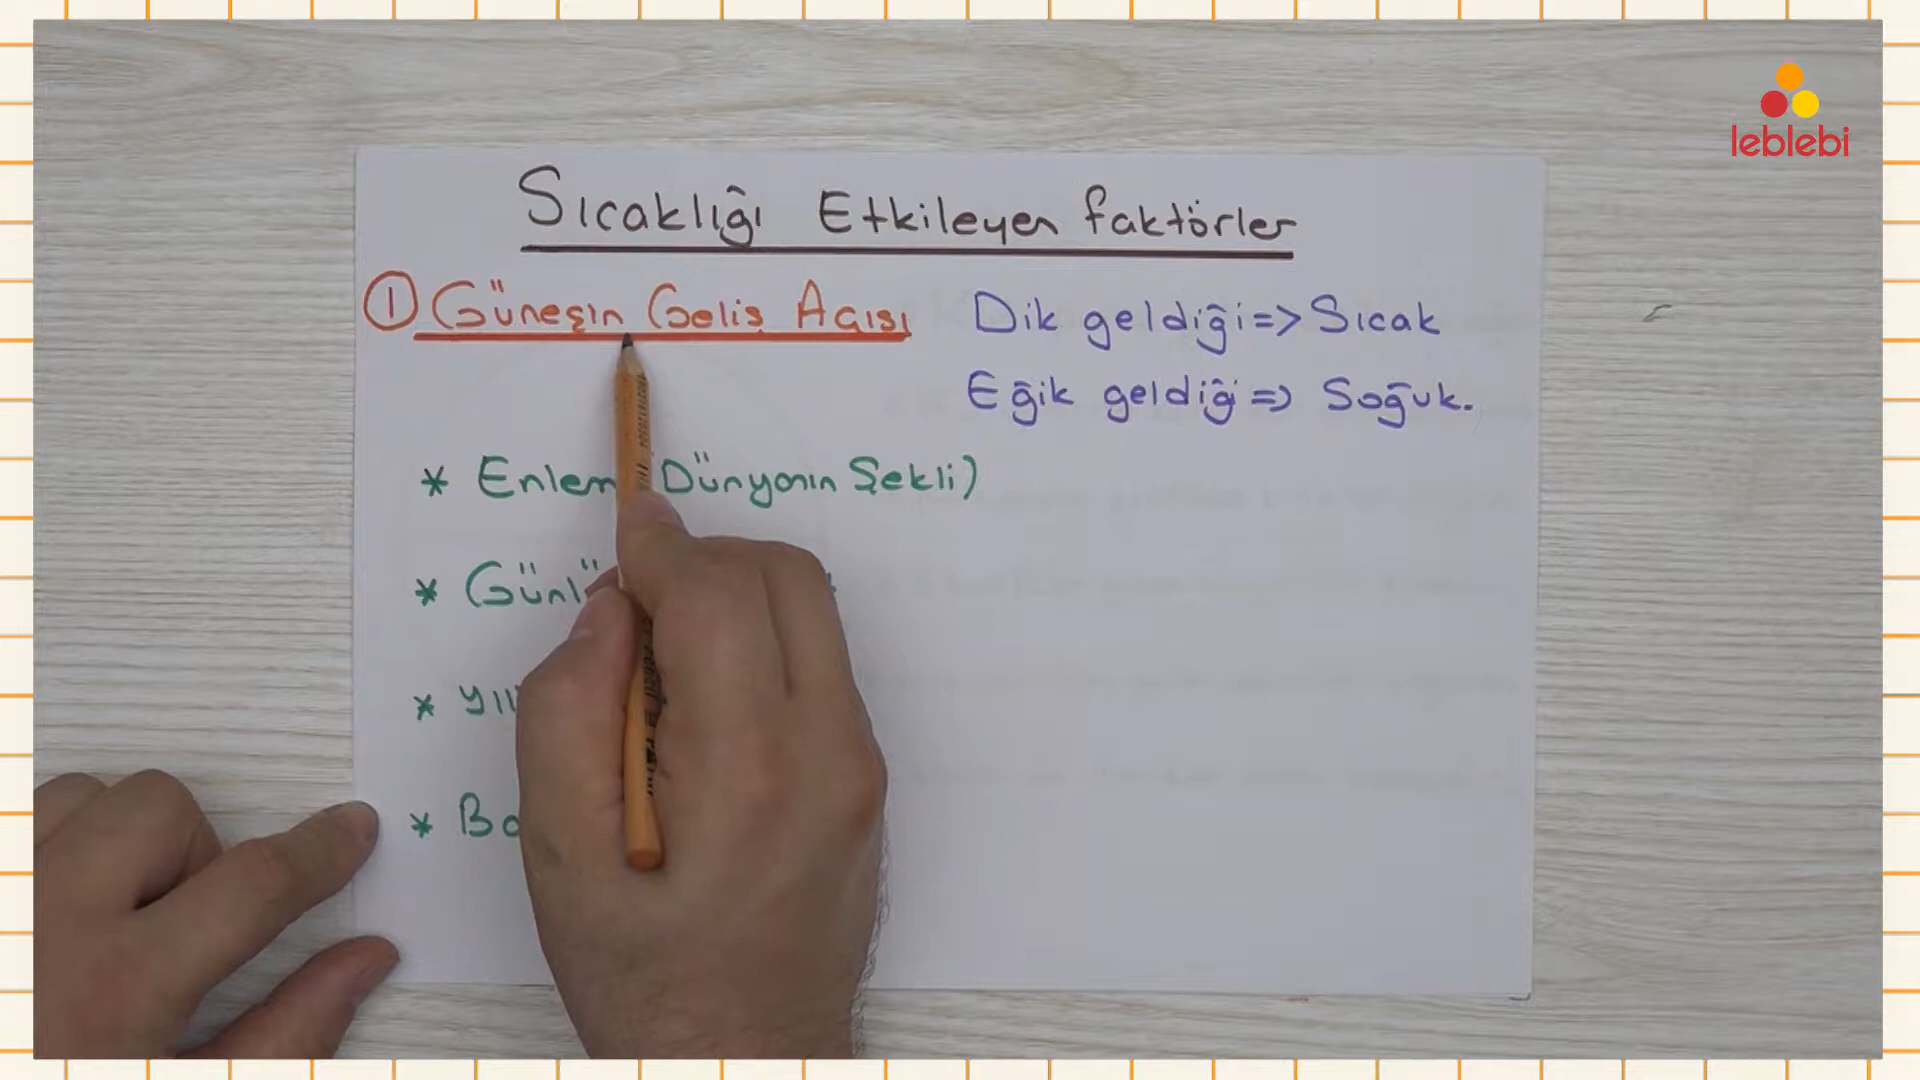 leblebi
Sıcaklığı Etkileyen faktörler
① Güneşin Geliş Açısı
Dik geldiği => Sıcak
Eğik geldiği => Soğuk.
* Enlem (Dünyanın Şekli)
*
*
*